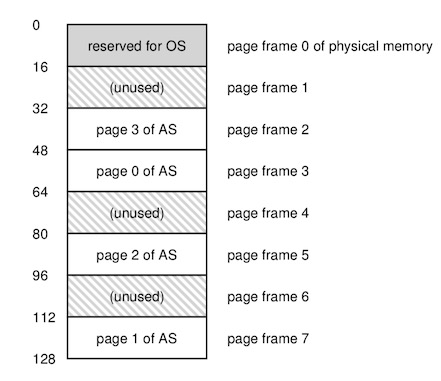 0
reserved for OS page frame 0 of physical memory
16
(unused) page frame 1
32
page 3 of AS page frame 2
48
page 0 of AS page frame 3
64
(unused) page frame 4
80
page 2 of AS page frame 5
96
(unused) page frame 6
112
page 1 of AS page frame 7
128